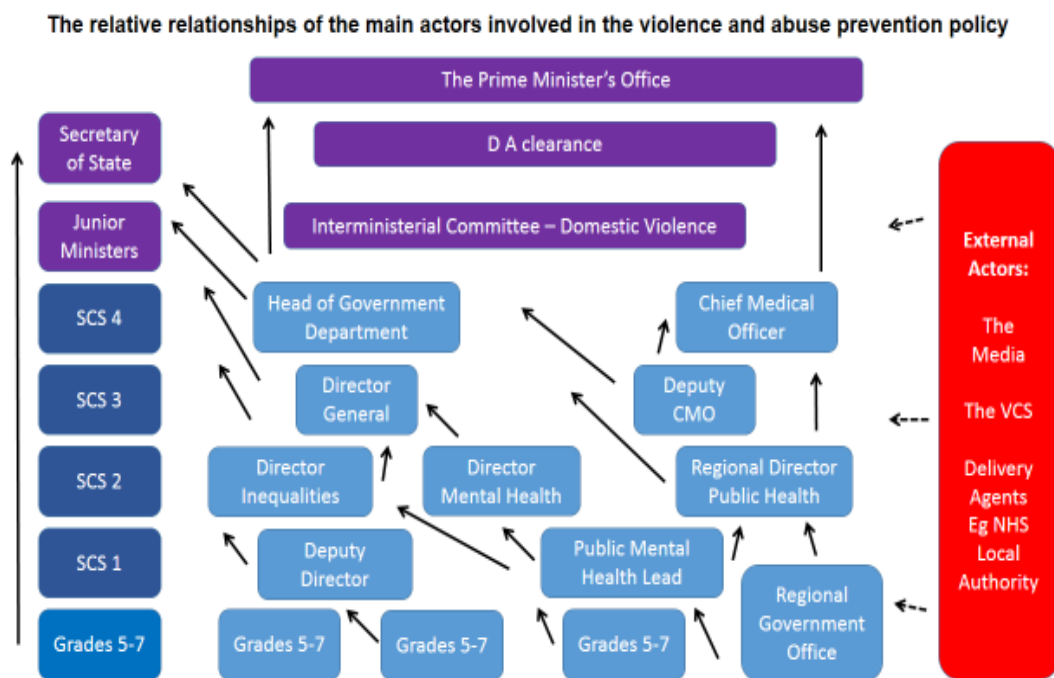 The relative relationships of the main actors involved in the violence and abuse prevention policy
The Prime Minister's Office
Secretary
of State
D A clearance
Junior
Ministers
Interministerial Committee – Domestic Violence
External
Actors:
The
Media
The VCS
Delivery
Agents
Eg NHS
Local
Authority
SCS 4
Head of Government
Department
Chief Medical
Officer
SCS 3
Director
General
Deputy
CMO
SCS 2
Director
Inequalities
Director
Mental Health
Regional Director
Public Health
SCS 1
Deputy
Director
Public Mental
Health Lead
Regional
Government
Office
Grades 5-7
Grades 5-7
Grades 5-7
Grades 5-7